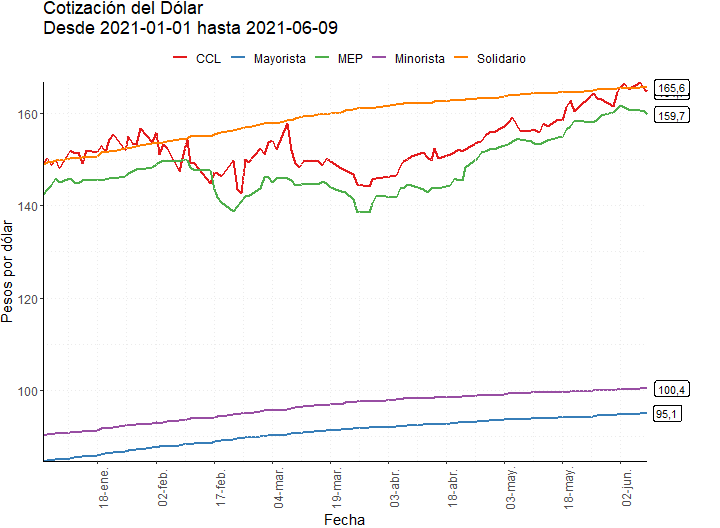 Cotización del Dólar
Desde 2021-01-01 hasta 2021-06-09
CCL Mayorista MEP Minorista Solidario
Pesos por dólar
160
140
120
100
165,6
159,7
100,4
95,1
18-ene.
02-feb.
17-feb.
04-mar.
19-mar.
03-abr.
18-abr.
03-may.
18-may.
02-jun.
Fecha